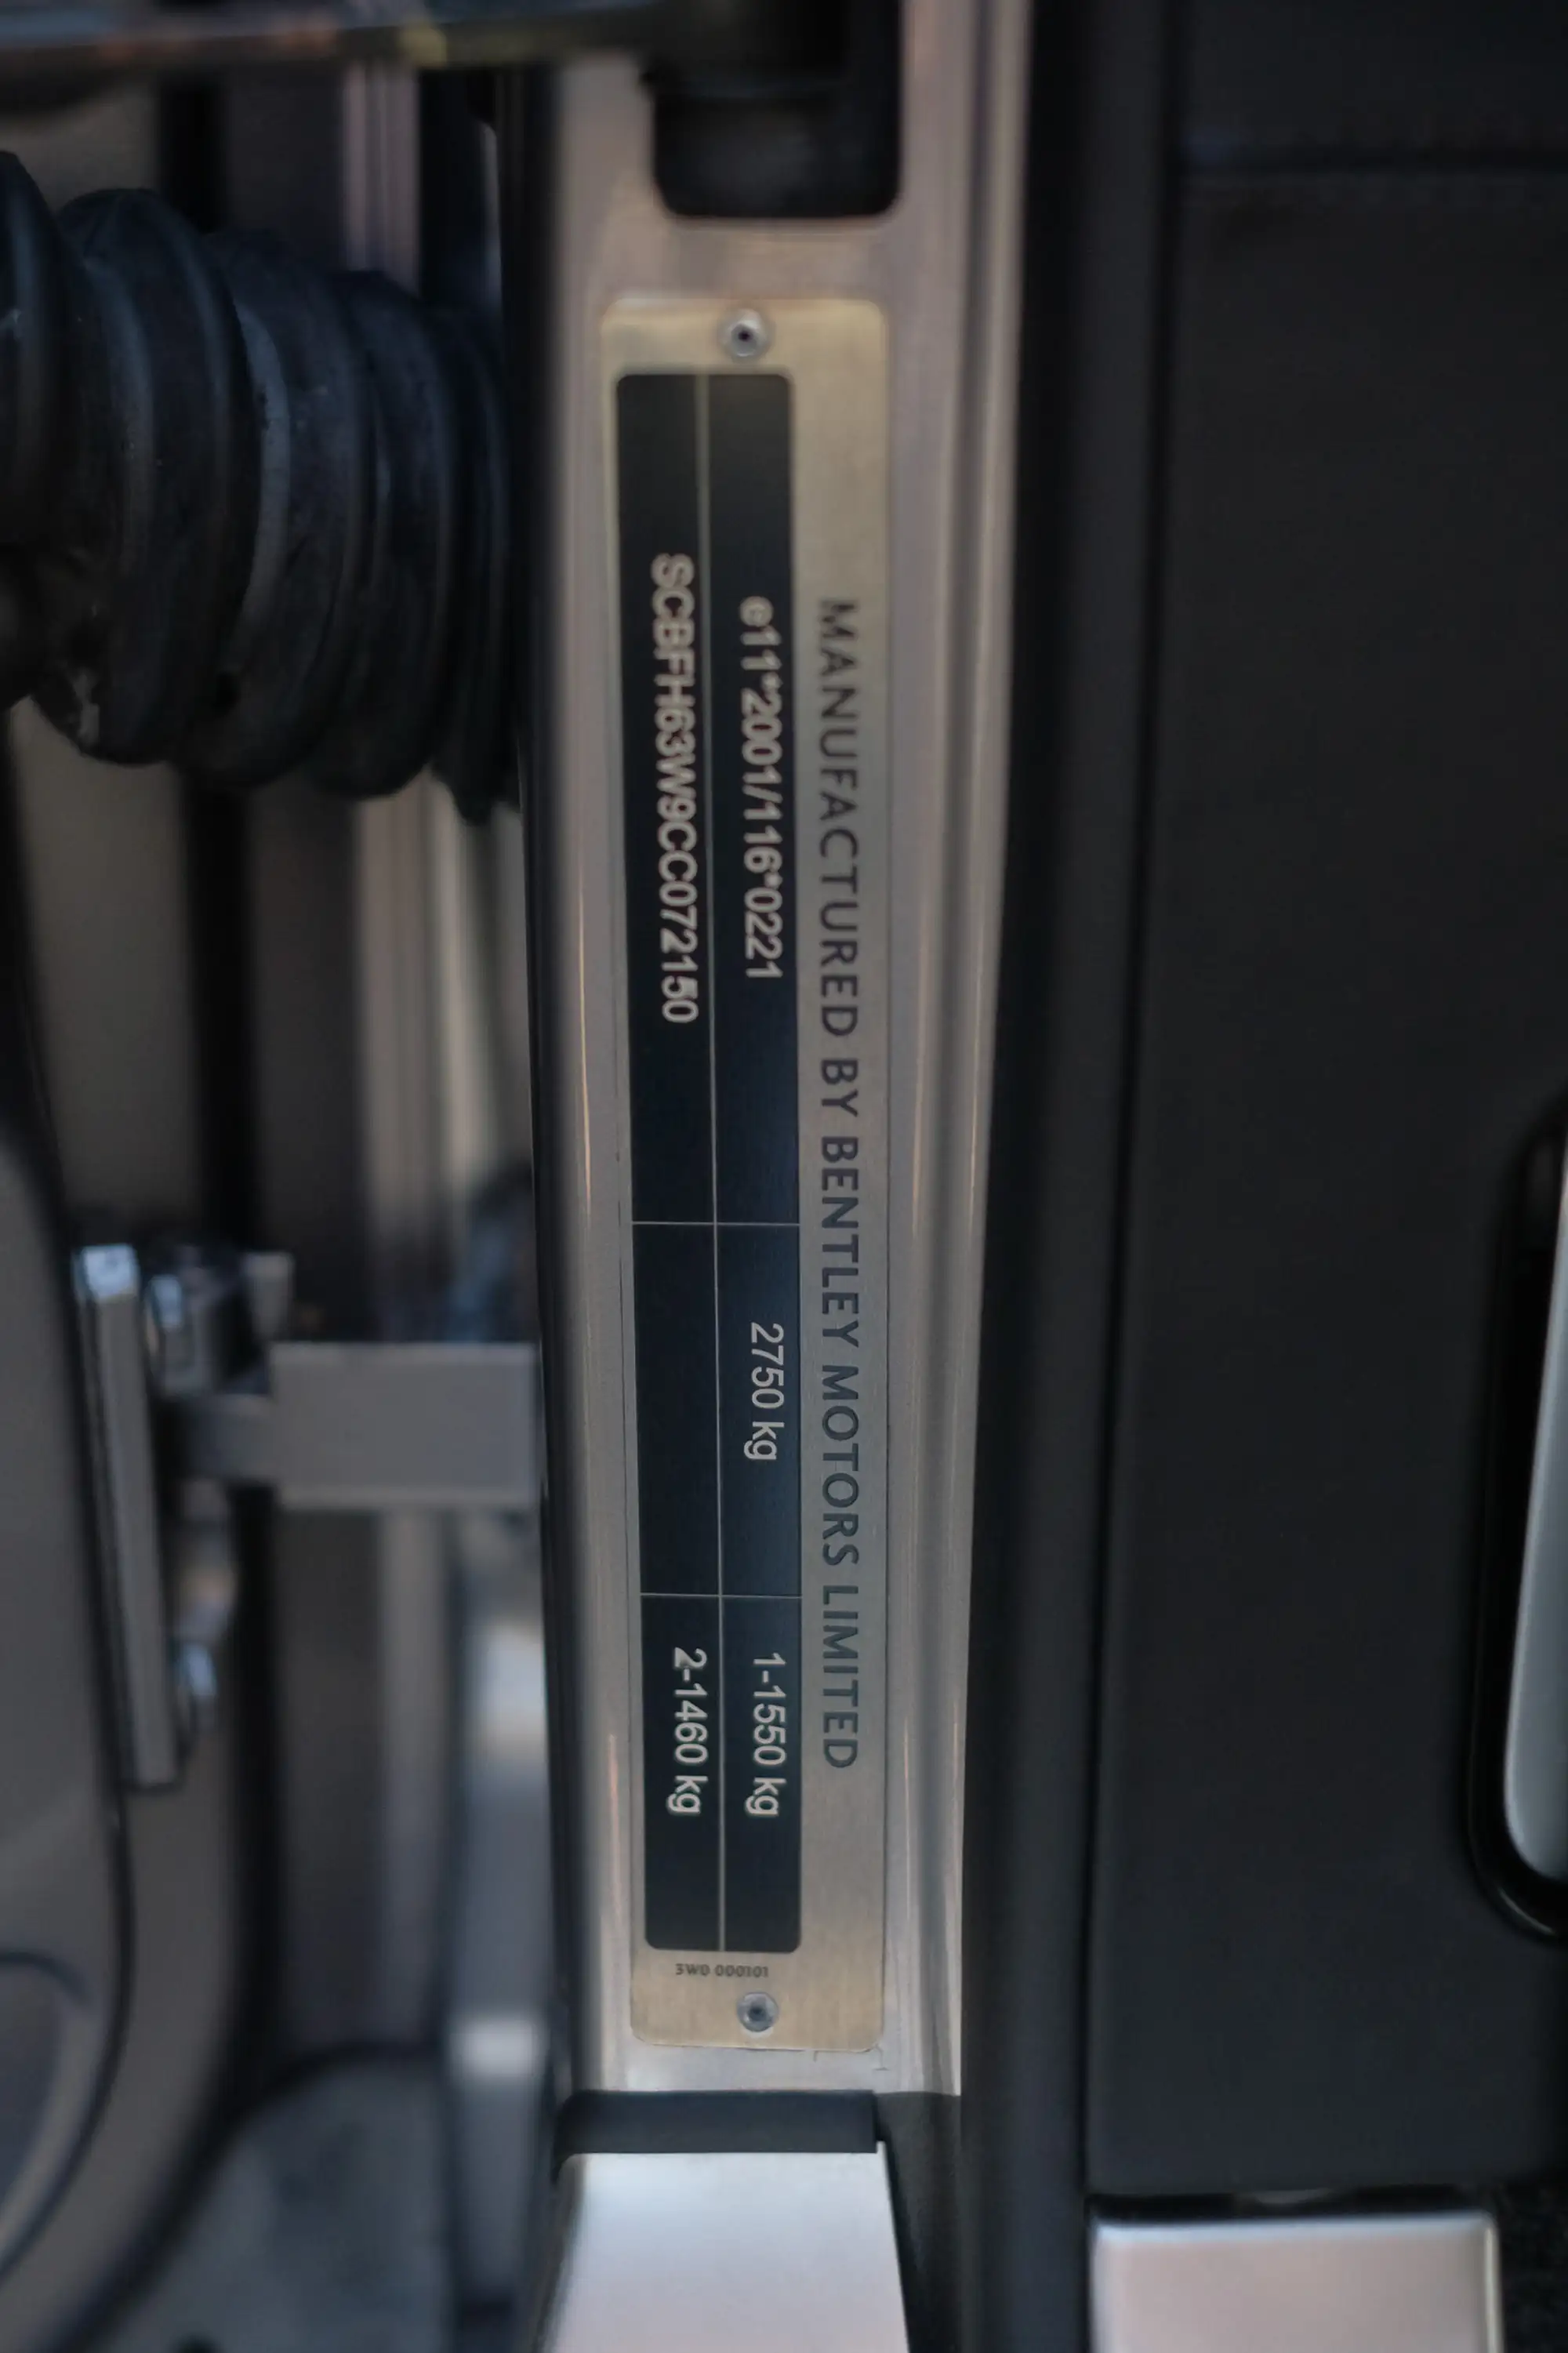 MANUFACTURED BY BENTLEY MOTORS LIMITED
e11*2001/116*0221
2750 kg
1-1550 kg
SCBFH63W9CC072150
2-1460 kg
3W0 000101